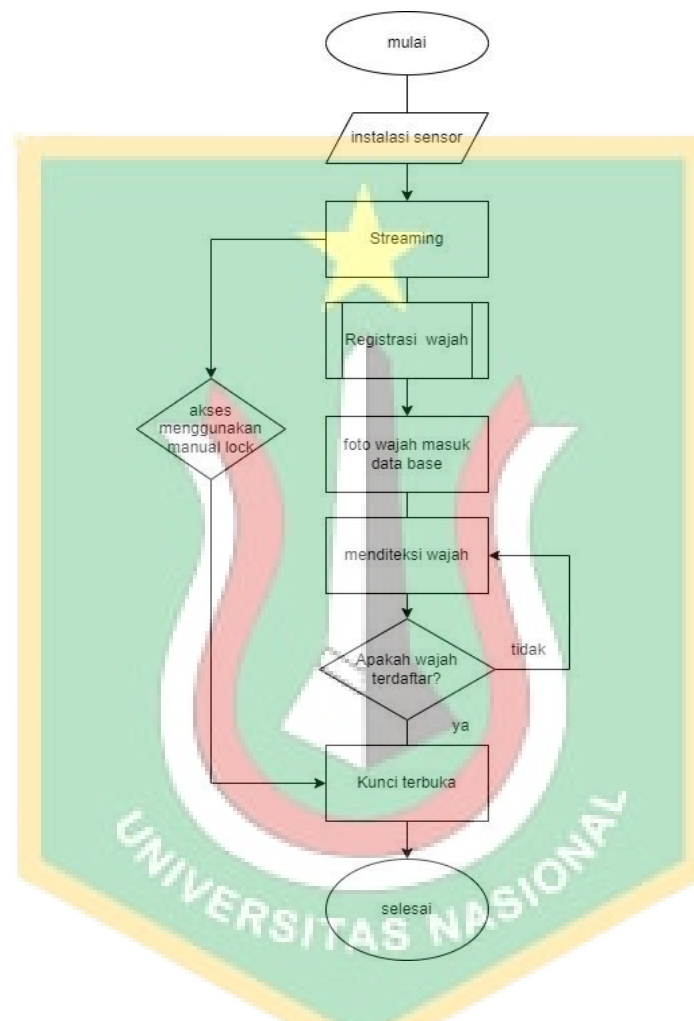 mulai
instalasi sensor
Streaming
Registrasi wajah
akses
menggunakan
manual lock
foto wajah masuk
data base
menditeksi wajah
Apakah wajah
terdaftar?
tidak
ya
Kunci terbuka
selesai
UNIVERSITAS NASIONAL